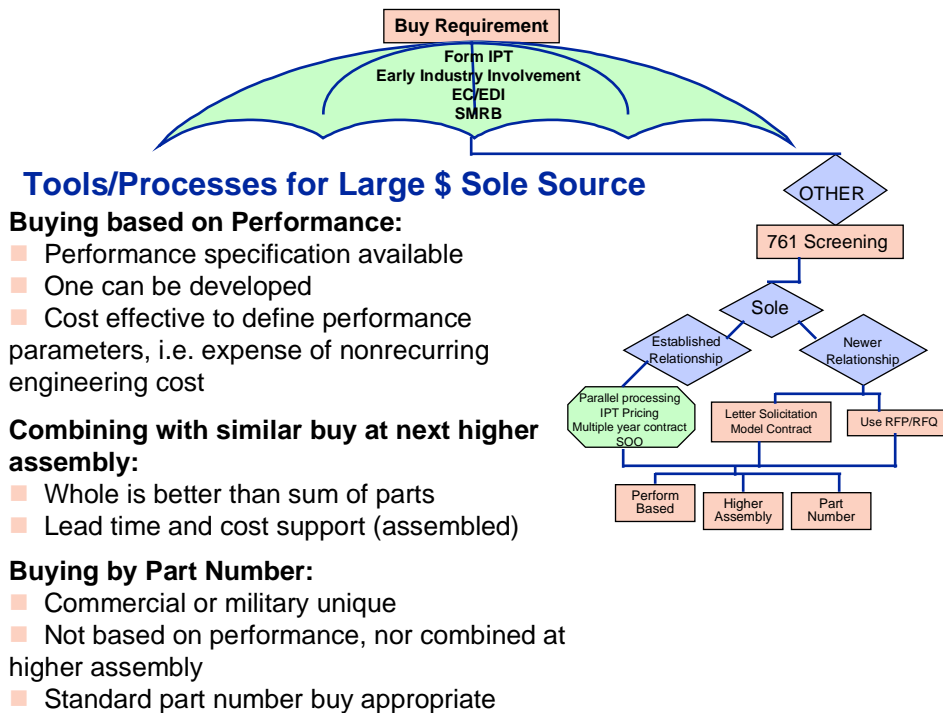 Buy Requirement
Form IPT
Early Industry Involvement
EC/EDI
SMRB
Tools/Processes for Large $ Sole Source
Buying based on Performance:
Performance specification available
One can be developed
Cost effective to define performance
parameters, i.e. expense of nonrecurring
engineering cost
Combining with similar buy at next higher
assembly:
Whole is better than sum of parts
Lead time and cost support (assembled)
Buying by Part Number:
Commercial or military unique
Not based on performance, nor combined at
higher assembly
Standard part number buy appropriate
OTHER
761 Screening
Sole
Established
Relationship
Newer
Relationship
Parallel processing
IPT Pricing
Multiple year contract
SOO
Letter Solicitation
Model Contract
Use RFP/RFQ
Perform
Based
Higher
Assembly
Part
Number